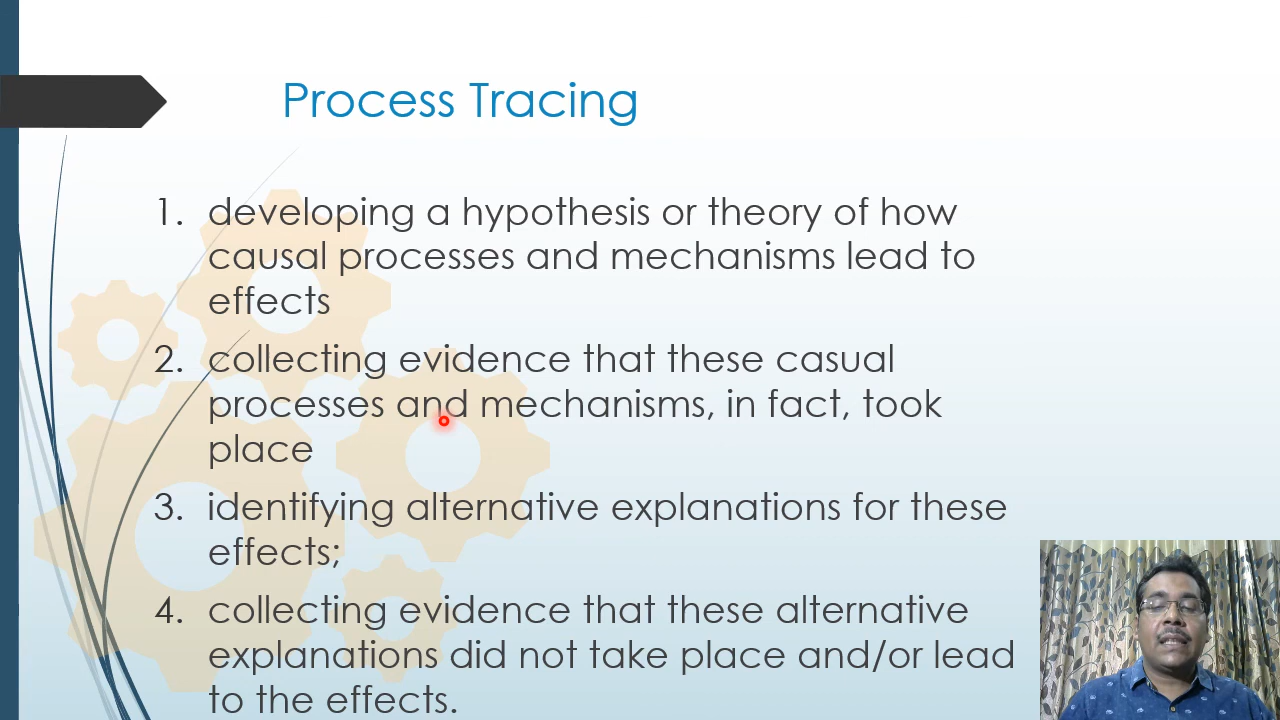 Process Tracing
1. developing a hypothesis or theory of how
causal processes and mechanisms lead to
effects
2. collecting evidence that these casual
processes and mechanisms, in fact, took
place
3. identifying alternative explanations for these
effects;
4. collecting evidence that these alternative
explanations did not take place and/or lead
to the effects.